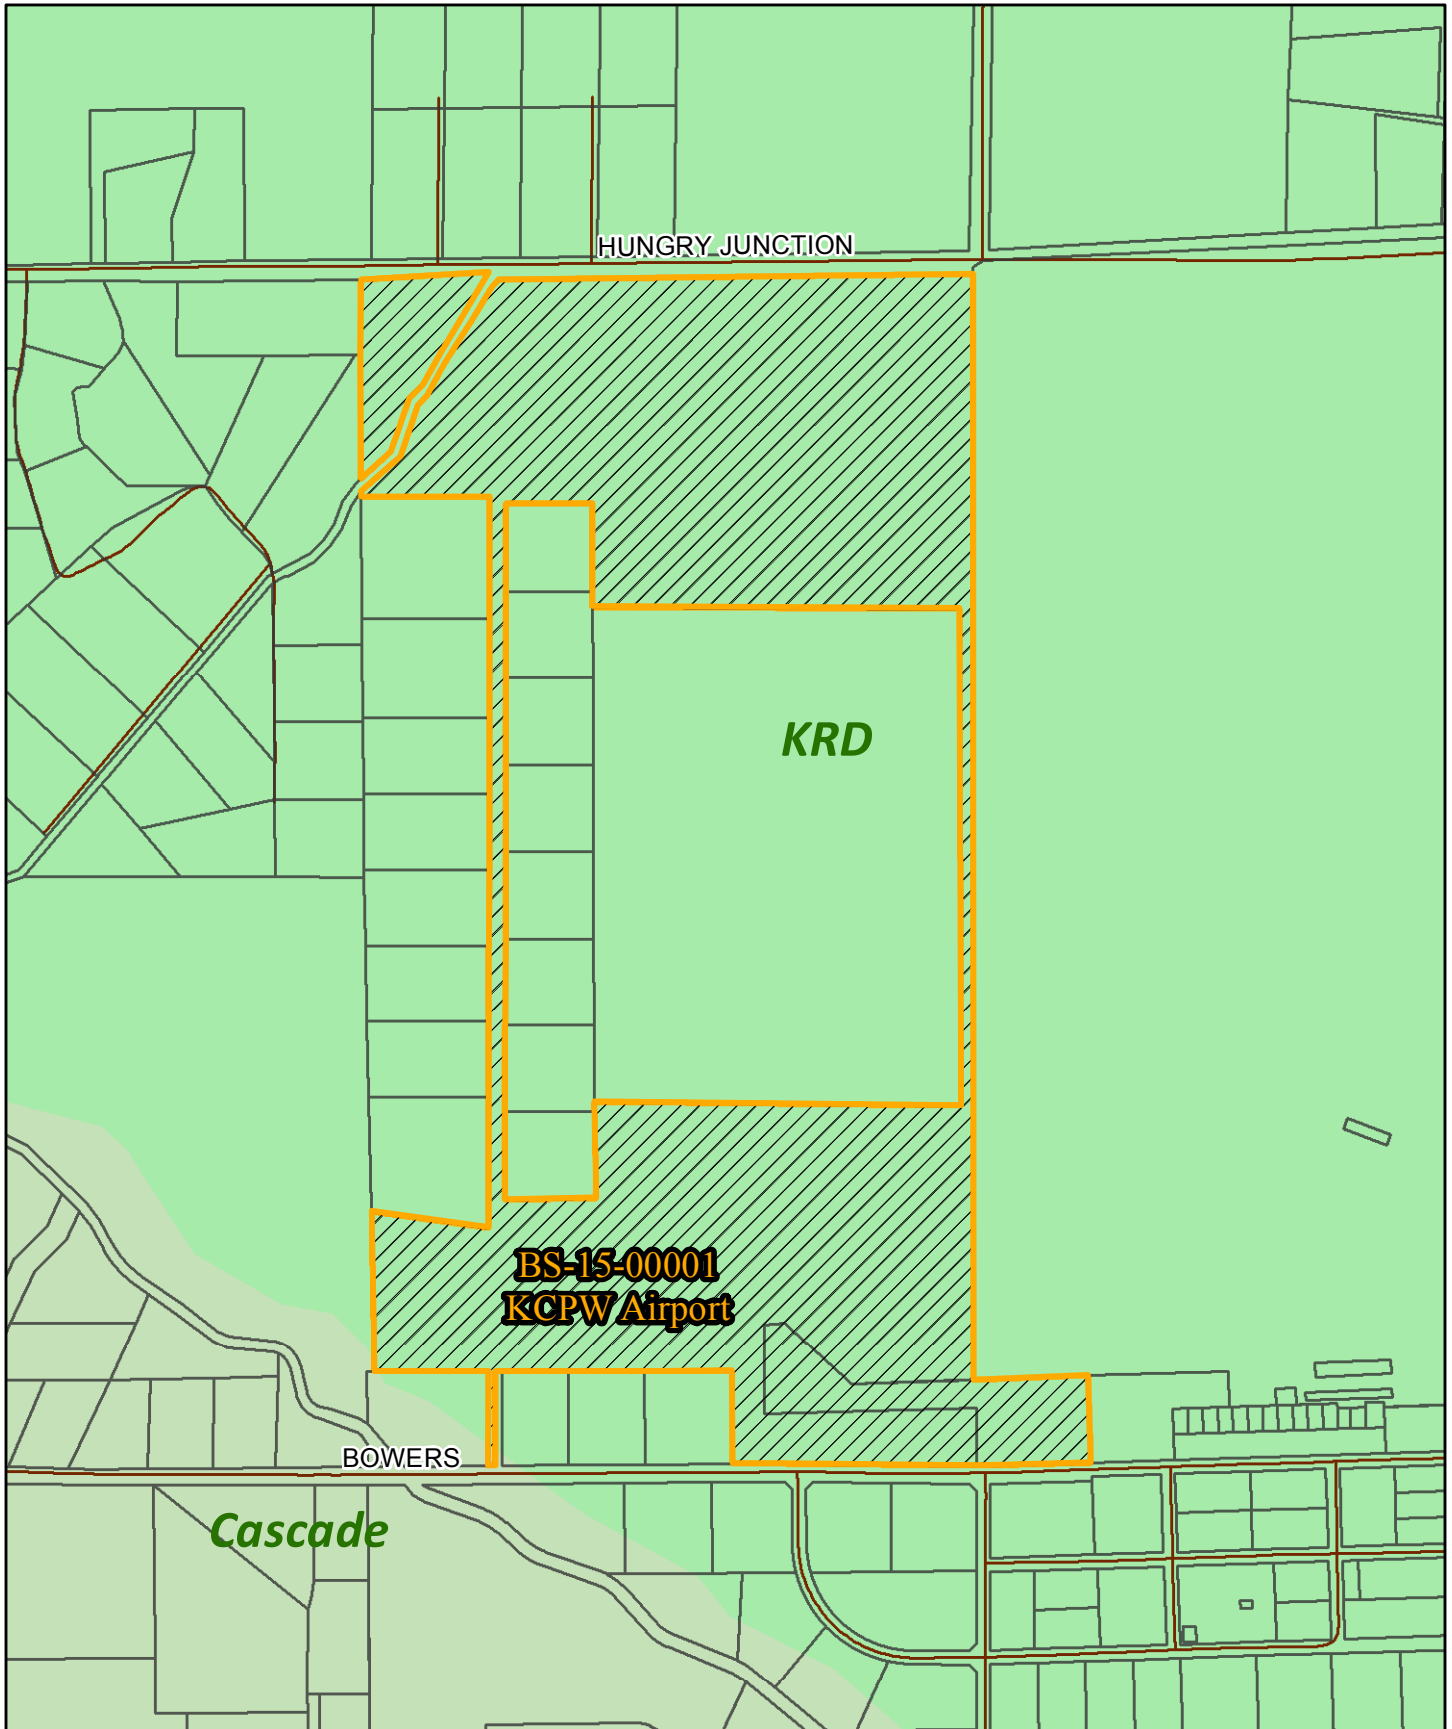 HUNGRY JUNCTION
KRD
BS-15-00001
KCPW Airport
BOWERS
Cascade